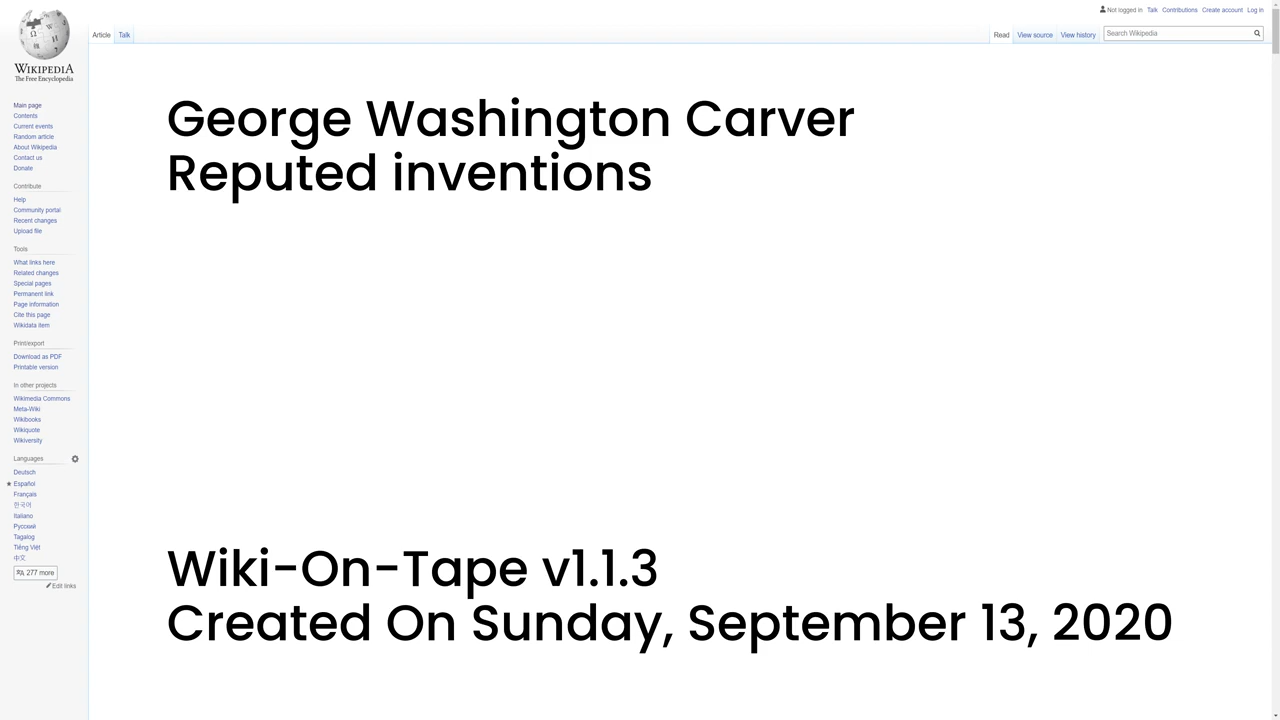 Not logged in Talk Contributions Create account Log in
Article Talk Read View source View history Search Wikipedia
WIKIPEDIA
The Free Encyclopedia
Main page
Contents
Current events
Random article
About Wikipedia
Contact us
Donate
Contribute
Help
Community portal
Recent changes
Upload file
Tools
What links here
Related changes
Special pages
Permanent link
Page information
Cite this page
Wikidata item
Print/export
Download as PDF
Printable version
In other projects
Wikimedia Commons
Meta-Wiki
Wikibooks
Wikiquote
Wikiversity
Languages
Deutsch
Español
Français
한국어
Italiano
Русский
Tagalog
Tiếng Việt
中文
277 more
Edit links
George Washington Carver
Reputed inventions
Wiki-On-Tape v1.1.3
Created On Sunday, September 13, 2020